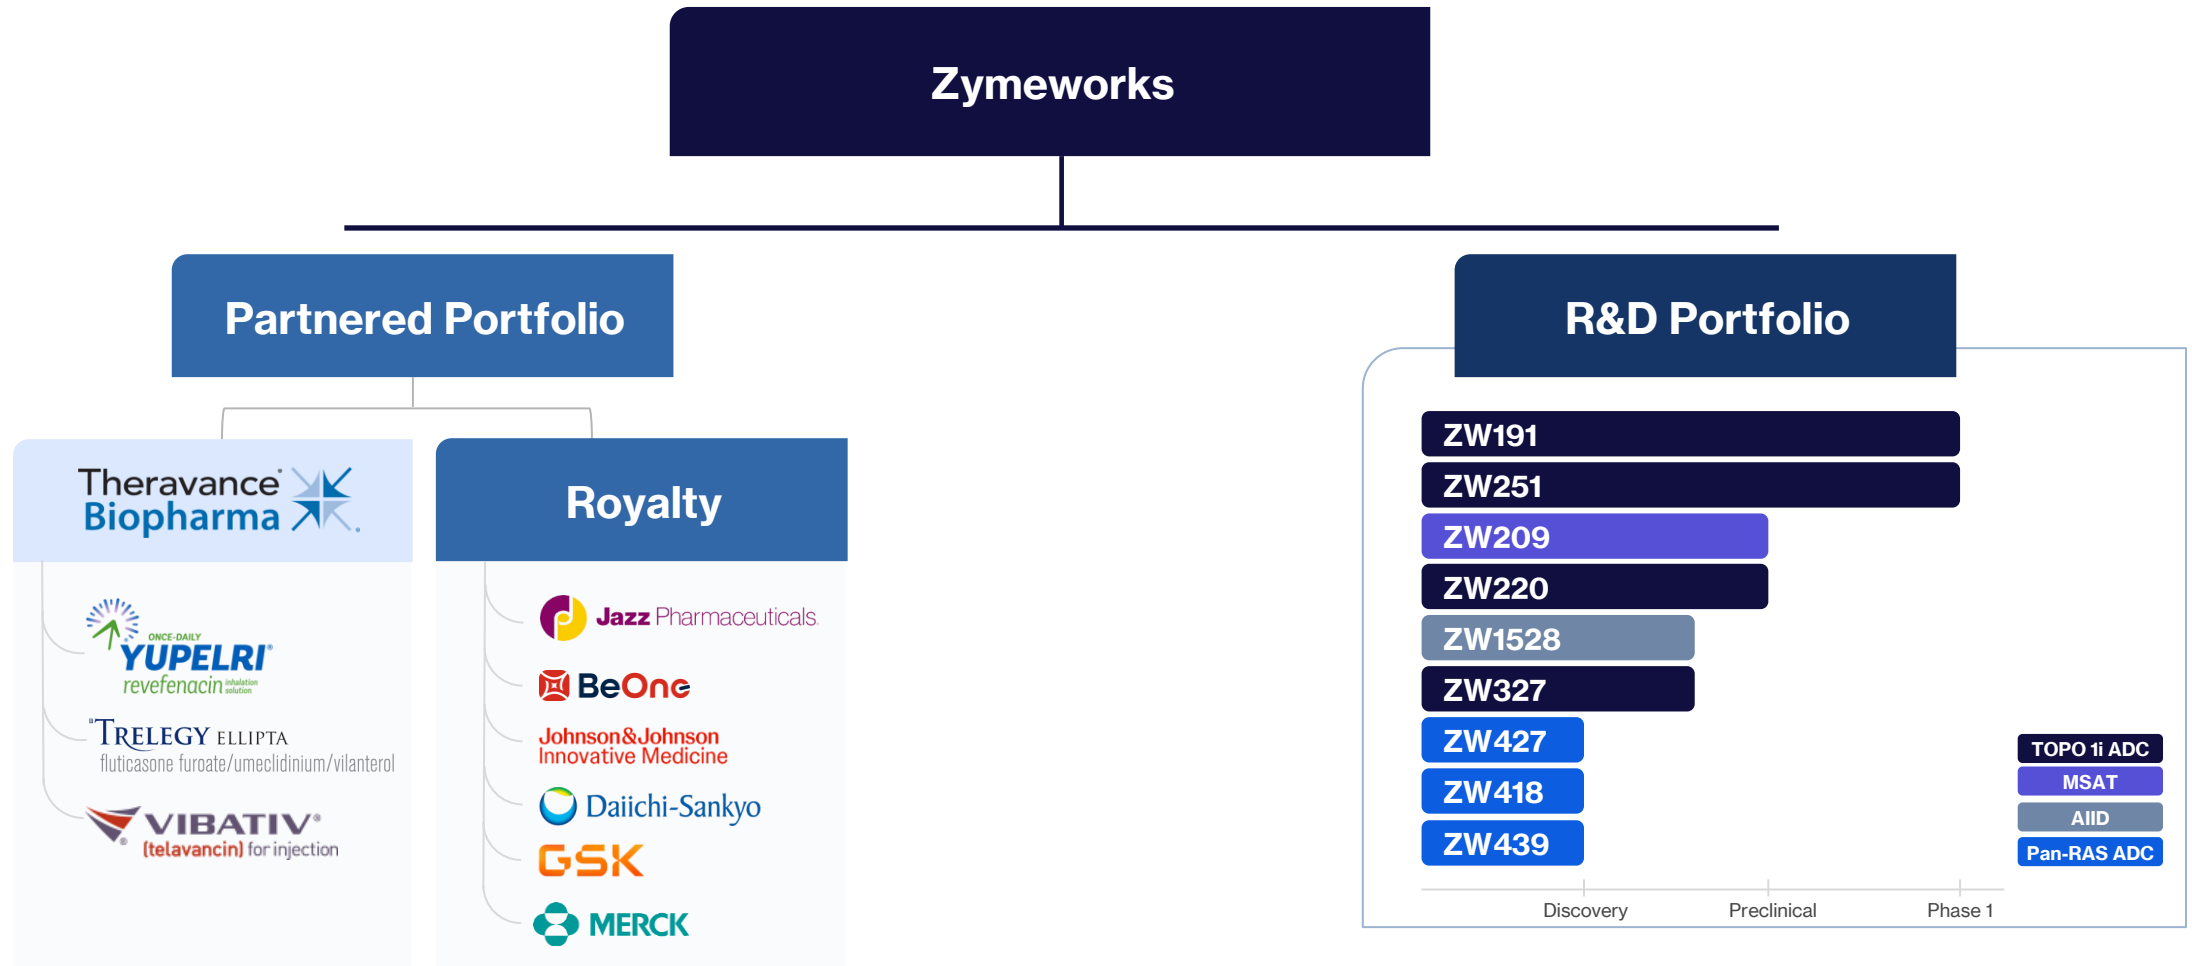 Zymeworks
Partnered Portfolio
R&D Portfolio
Theravance®
Biopharma
ONCE-DAILY
YUPELRI®
revefenacin inhalation solution
TRELEGY ELLIPTA
fluticasone furoate/umeclidinium/vilanterol
VIBATIV®
(telavancin) for injection
Royalty
Jazz Pharmaceuticals
BeOne
Johnson&Johnson
Innovative Medicine
Daiichi-Sankyo
GSK
MERCK
ZW191
ZW251
ZW209
ZW220
ZW1528
ZW327
ZW427
ZW418
ZW439
Discovery
Preclinical
Phase 1
TOPO 1i ADC
MSAT
AIID
Pan-RAS ADC